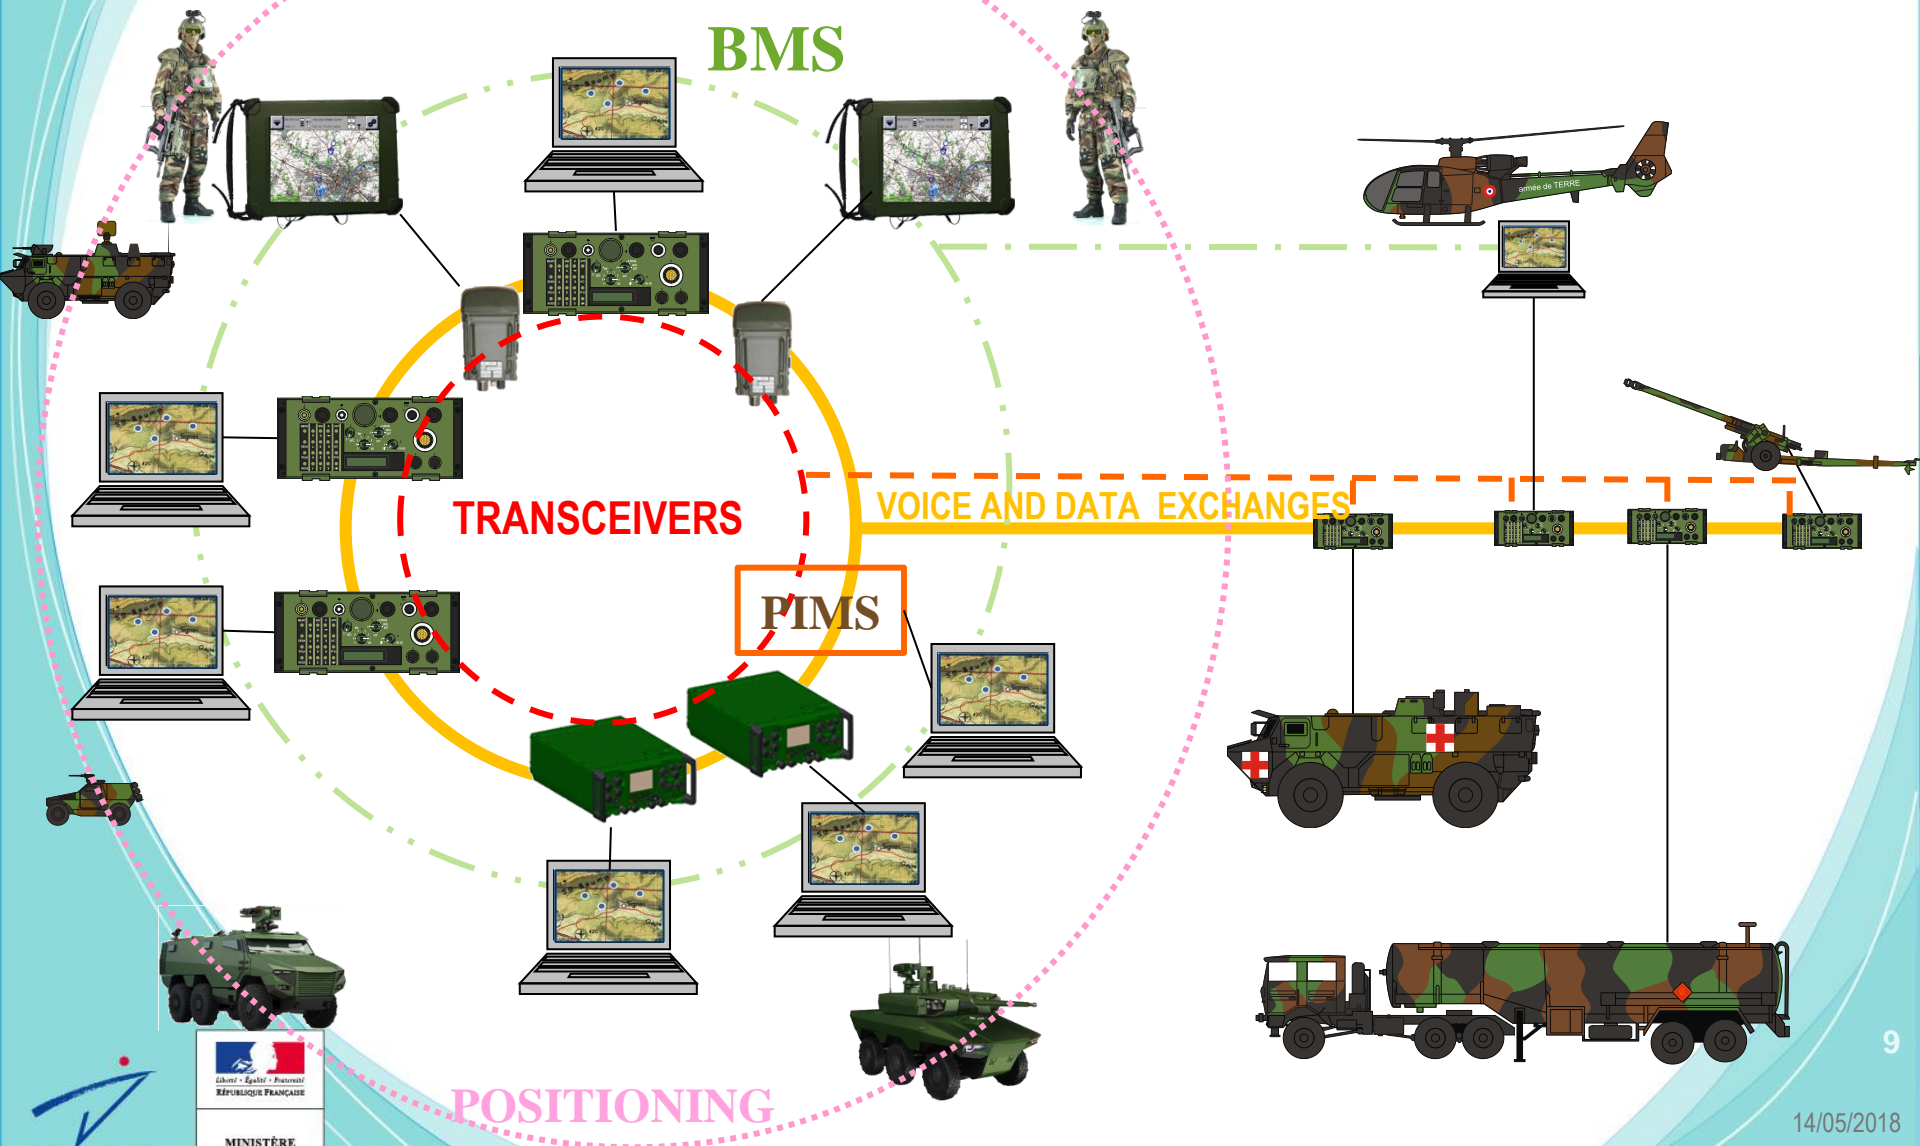 BMS
armée de TERRE
TRANSCEIVERS
VOICE AND DATA EXCHANGES
PIMS
POSITIONING
Liberté • Égalité • Fraternité
RÉPUBLIQUE FRANÇAISE
MINISTÈRE
9
14/05/2018